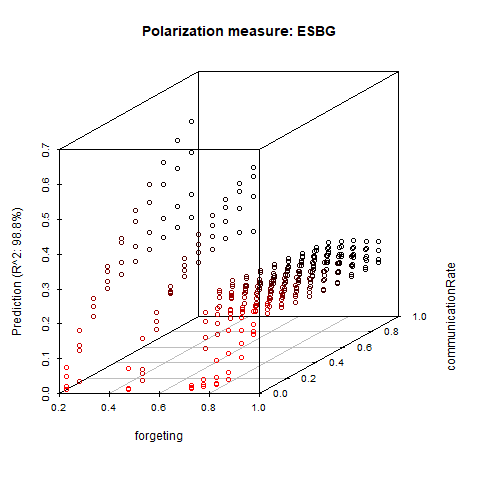 Polarization measure: ESBG
0.7
0.6
0.5
0.4
0.3
0.2
0.1
0.0
Prediction (R^2: 98.8%)
0.2 0.4 0.6 0.8 1.0
forgeting
0.0
0.2
0.4
0.6
0.8
1.0
communicationRate